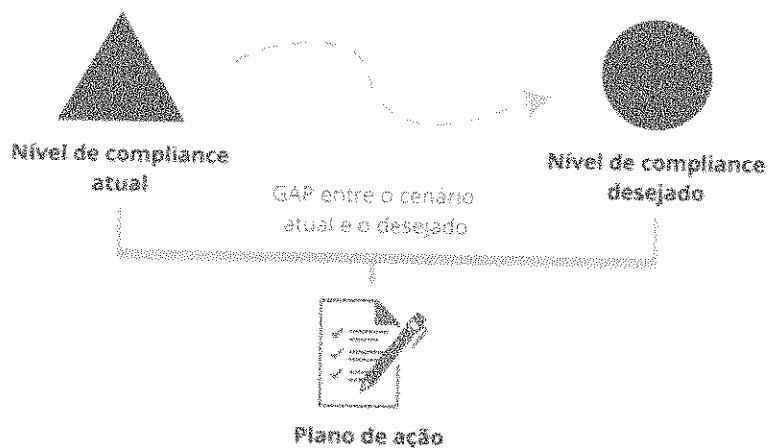 Nível de compliance
atual
Nível de compliance
desejado
GAP entre o cenário
atual e o desejado
Plano de ação